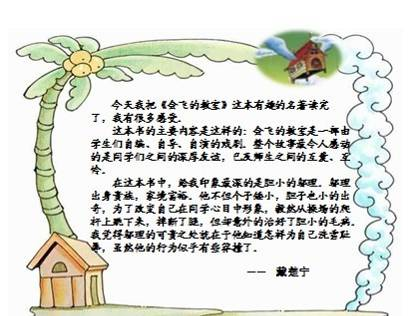 今天我把《会飞的教室》这本有趣的名著读完
了，我有很多感受。
这本书的主要内容是这样的：会飞的教室是一部由
学生们自编、自导、自演的戏剧。整个故事最令人感动
的是同学们之间的深厚友谊，已及师生之间的互爱、互
怜。
在这本书中，给我印象最深的是胆小的邬理。邬理
出身贵族，家境富裕。他不但个子矮小，胆子也小的出
奇，为了改变自己在同学心目中形象，毅然从操场的爬
杆上跳下来，摔断了腿，但却意外的治好了胆小的毛病。
我觉得邬理的可贵之处就在于他知道怎样为自己洗雪耻
辱，虽然他的行为似乎有些莽撞了。
—— 戴楚宁